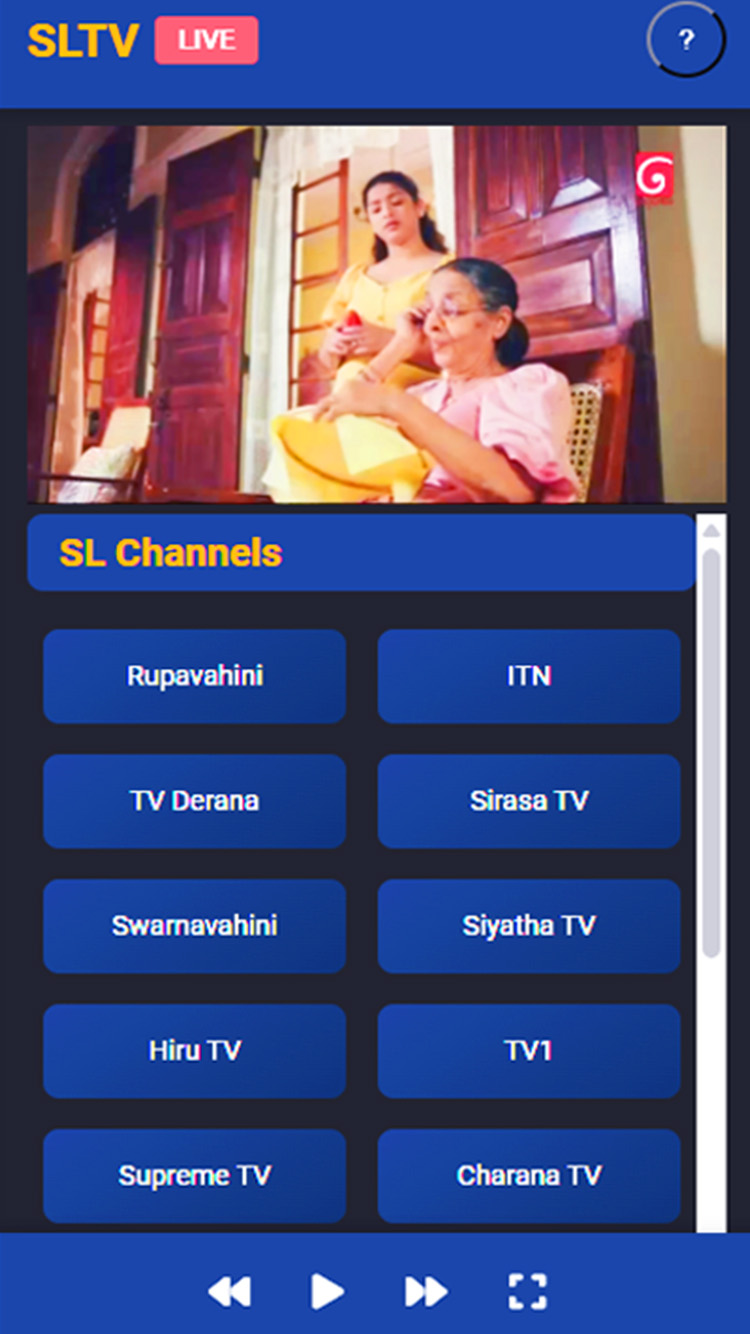 SLTV LIVE ?
SL Channels
Rupavahini ITN
TV Derana Sirasa TV
Swarnavahini Siyatha TV
Hiru TV TV1
Supreme TV Charana TV